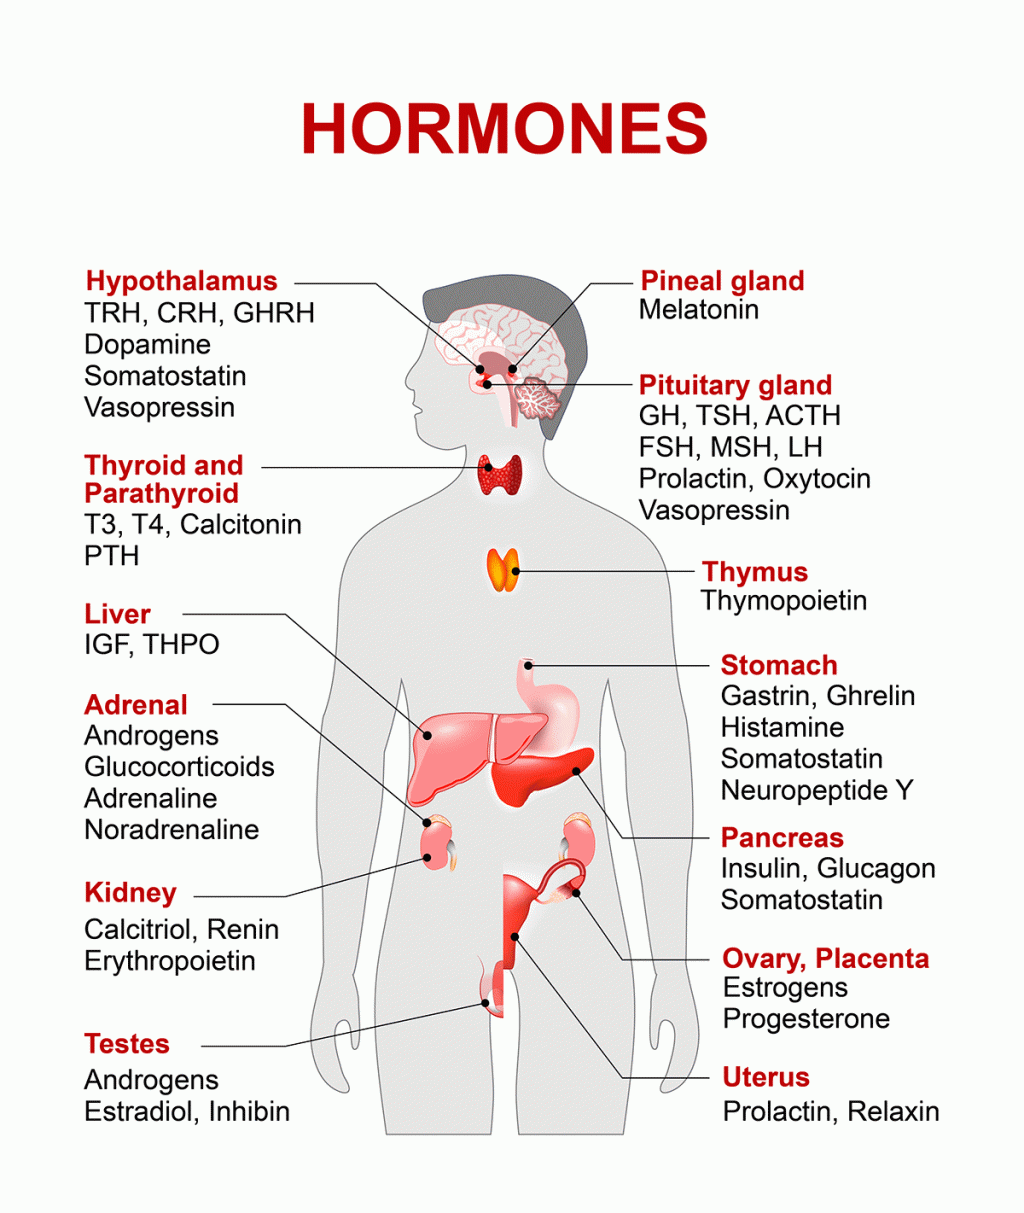 HORMONES
Hypothalamus
TRH, CRH, GHRH
Dopamine
Somatostatin
Vasopressin
Thyroid and
Parathyroid
T3, T4, Calcitonin
PTH
Liver
IGF, THPO
Adrenal
Androgens
Glucocorticoids
Adrenaline
Noradrenaline
Kidney
Calcitriol, Renin
Erythropoietin
Testes
Androgens
Estradiol, Inhibin
Pineal gland
Melatonin
Pituitary gland
GH, TSH, ACTH
FSH, MSH, LH
Prolactin, Oxytocin
Vasopressin
Thymus
Thymopoietin
Stomach
Gastrin, Ghrelin
Histamine
Somatostatin
Neuropeptide Y
Pancreas
Insulin, Glucagon
Somatostatin
Ovary, Placenta
Estrogens
Progesterone
Uterus
Prolactin, Relaxin